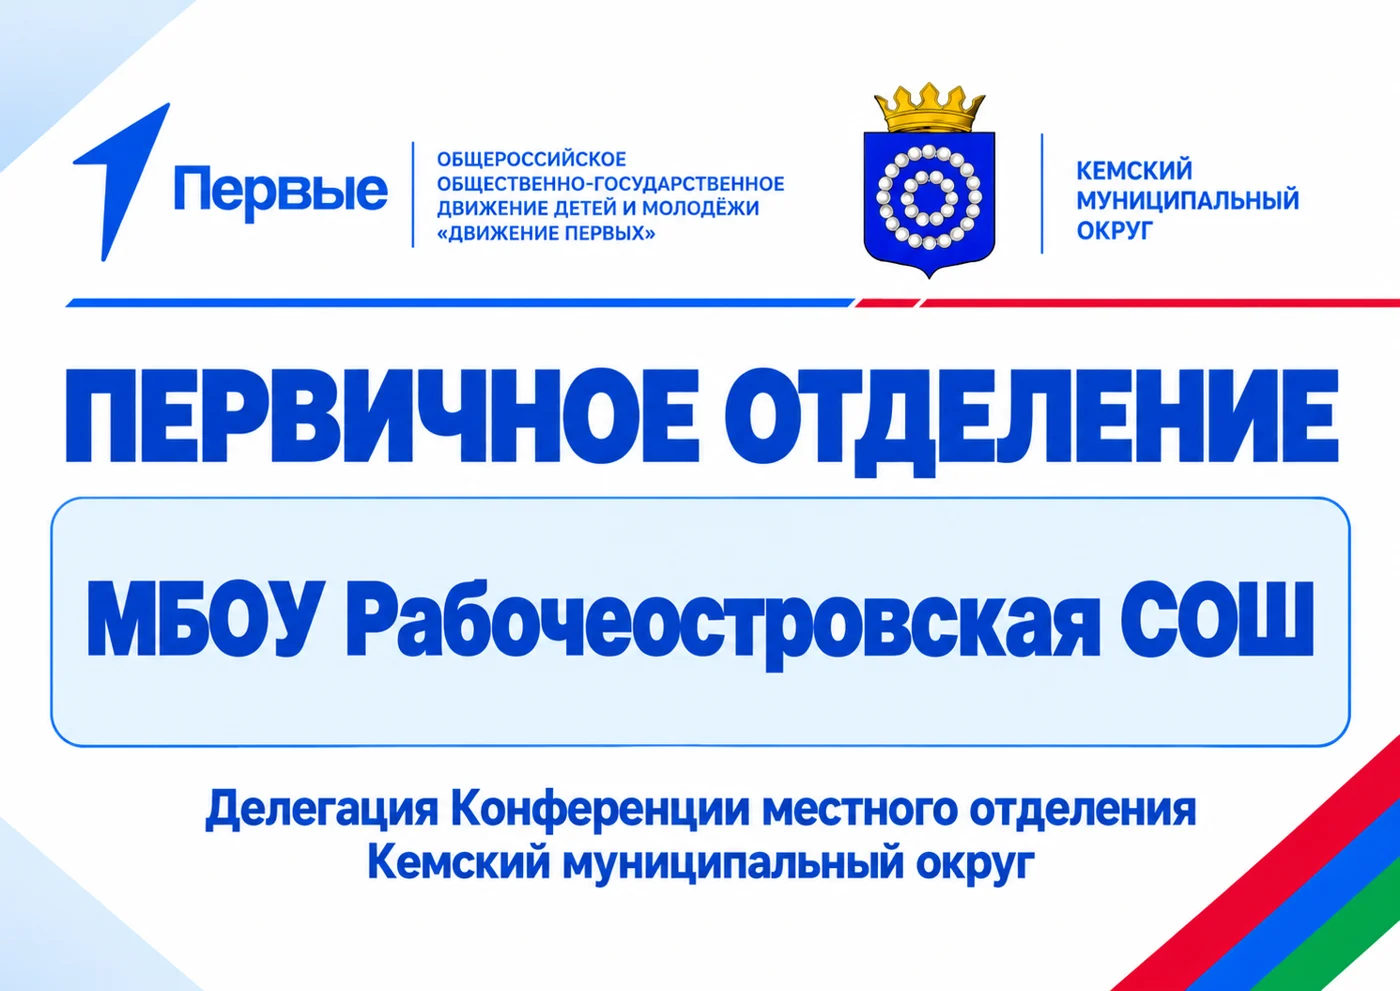 Первые
ОБЩЕРОССИЙСКОЕ
ОБЩЕСТВЕННО-ГОСУДАРСТВЕННОЕ
ДВИЖЕНИЕ ДЕТЕЙ И МОЛОДЁЖИ
«ДВИЖЕНИЕ ПЕРВЫХ»
КЕМСКИЙ
МУНИЦИПАЛЬНЫЙ
ОКРУГ
ПЕРВИЧНОЕ ОТДЕЛЕНИЕ
МБОУ Рабочеостровская СОШ
Делегация Конференции местного отделения
Кемский муниципальный округ